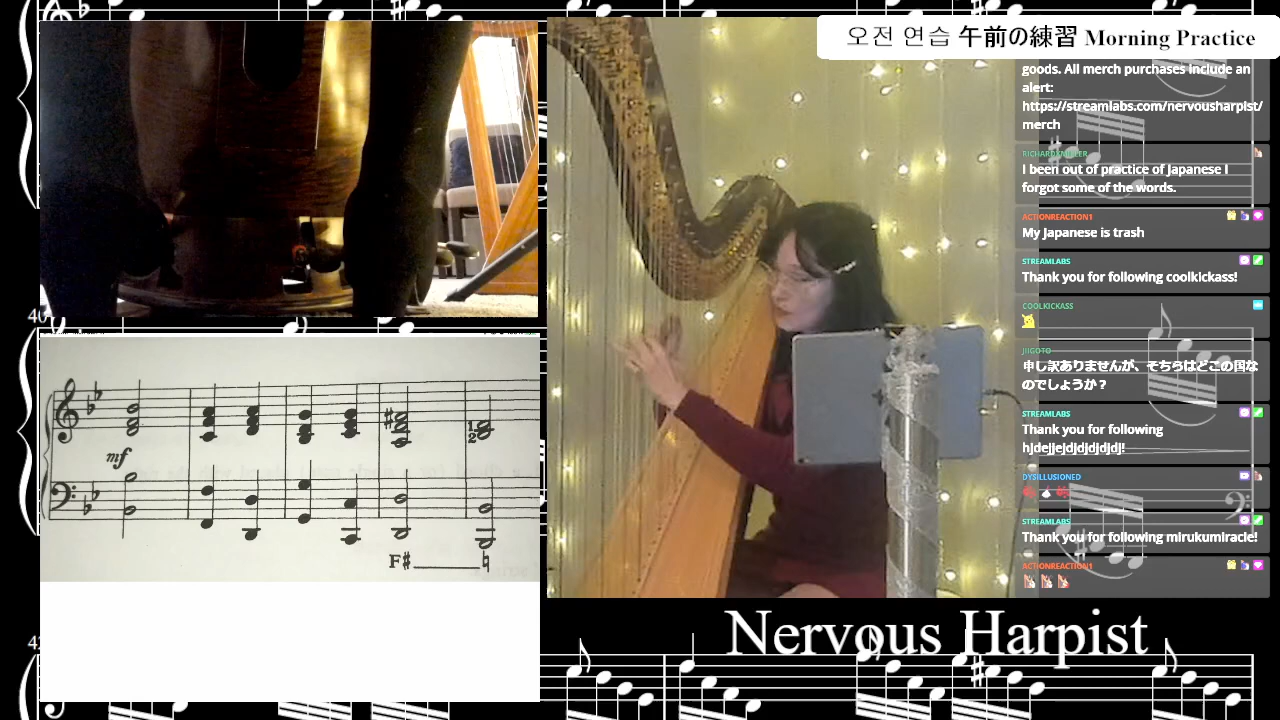 오전 연습 午前の練習 Morning Practice
goods. All merch purchases include an
alert:
https://streamlabs.com/nervousharpist/
merch
I been out of practice of Japanese I
forgot some of the words.
ACTIONREACTION1
My Japanese is trash
STREAMLABS
Thank you for following coolkickass!
COOLKICKASS
JIIGOTO
申し訳ありませんが、そちらはどこの国な
のでしょうか？
STREAMLABS
Thank you for following
hjdejjejdjdjdjdjdj!
DYSILLUSIONED
STREAMLABS
Thank you for following mirukumiracle!
ACTIONREACTION1
40
mf
1
2
F#
Nervous Harpist